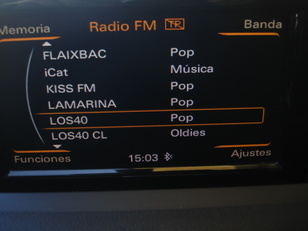 Memoria Radio FM TP Banda
FLAIXBAC Pop
iCat Música
KISS FM Pop
LAMARINA Pop
LOS40 Pop
LOS40 CL Oldies
Funciones 15:03 Ajustes